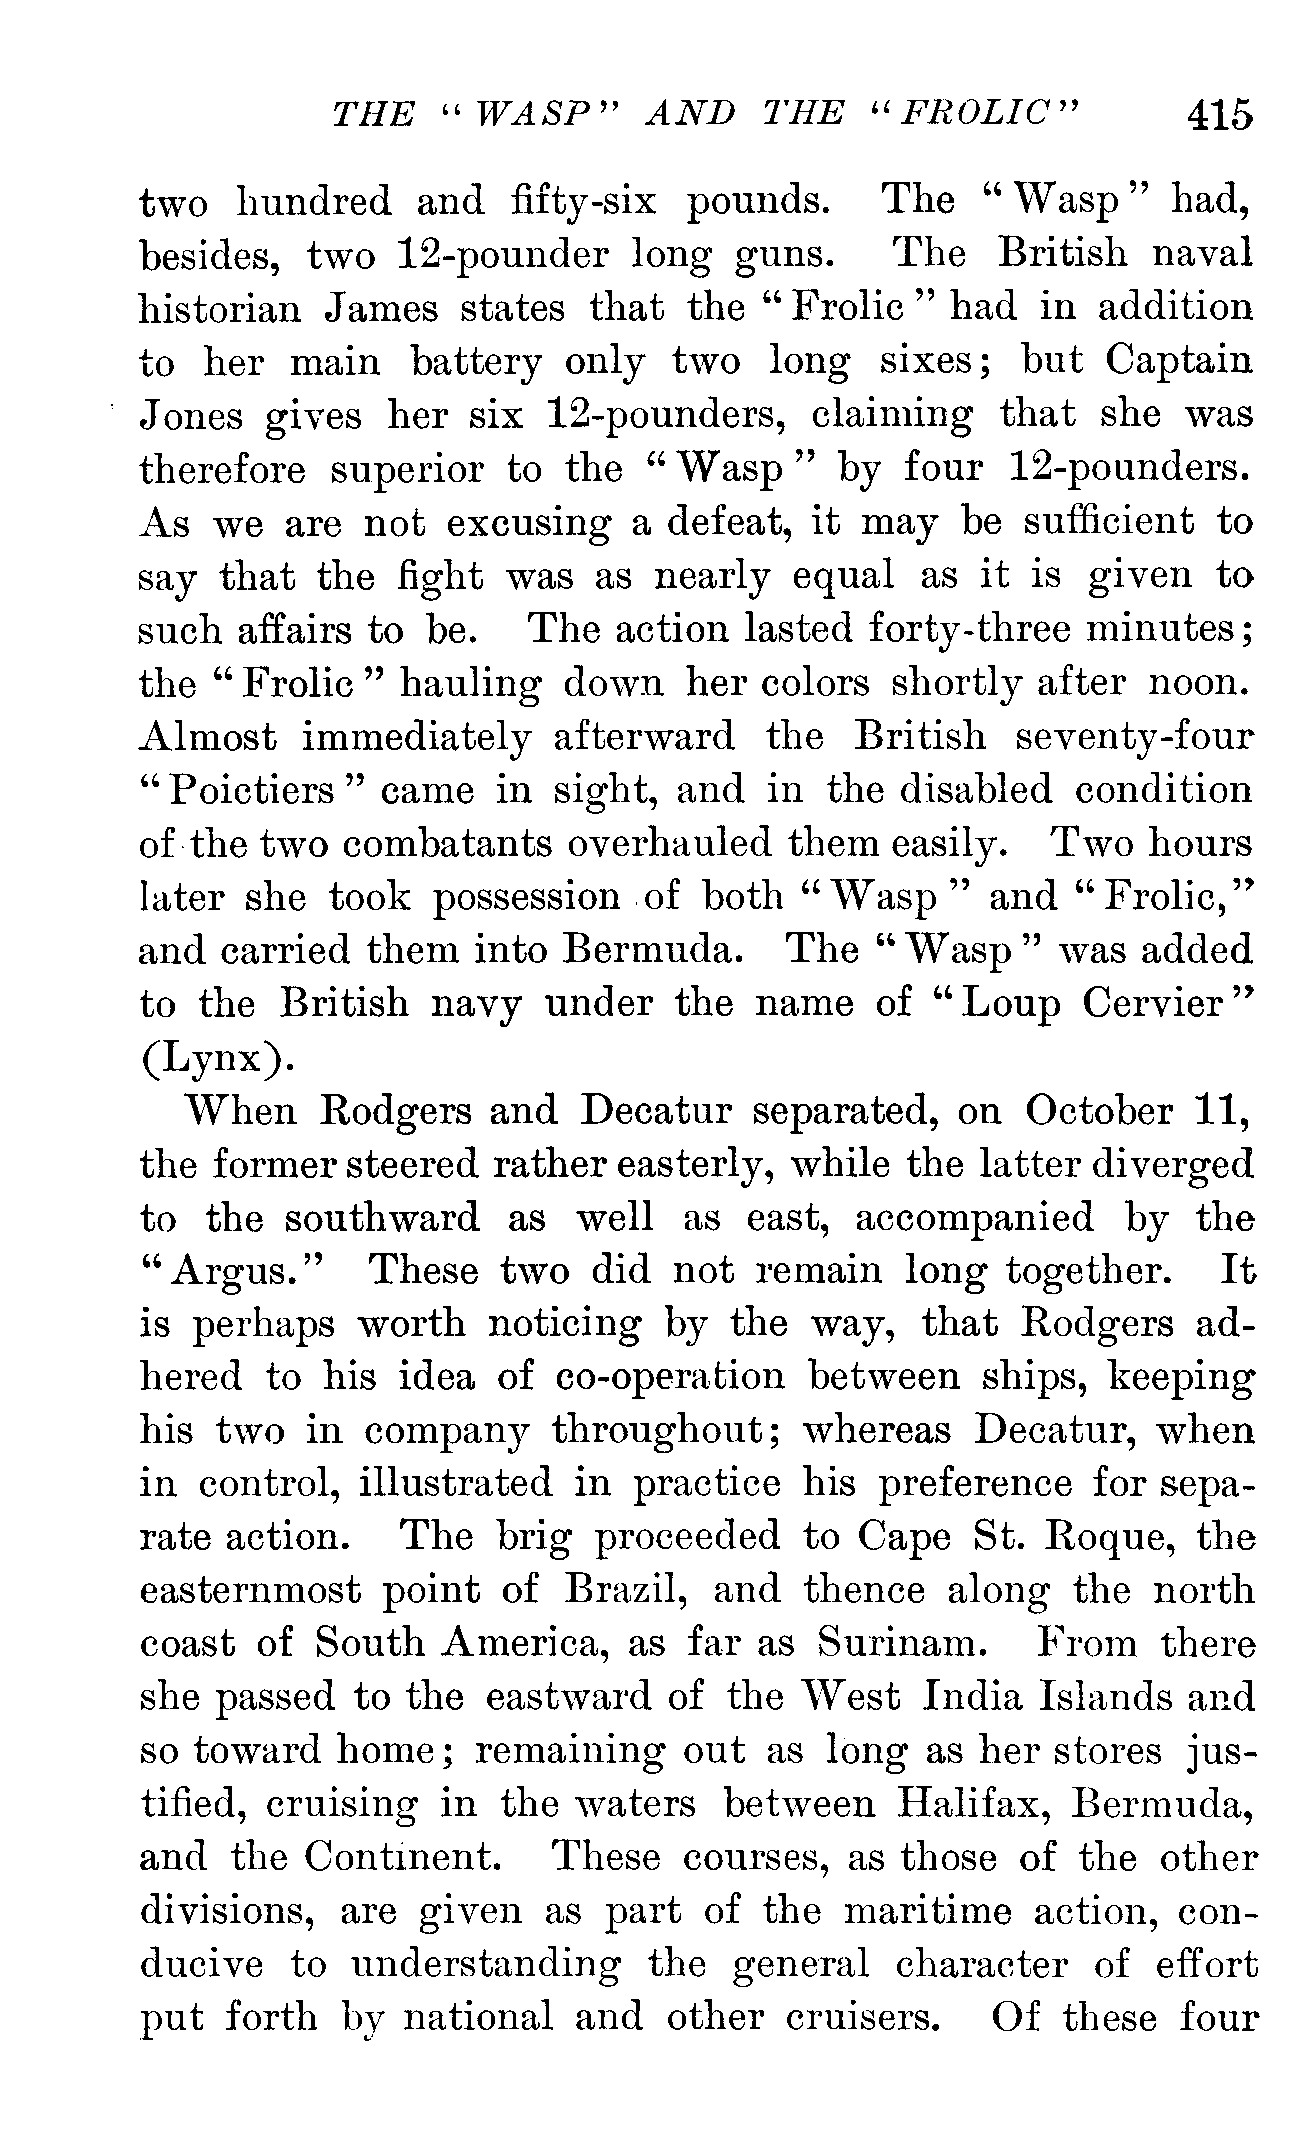 THE "WASP" AND THE "FROLIC" 415
two hundred and fifty-six pounds. The "Wasp" had,
besides, two 12-pounder long guns. The British naval
historian James states that the "Frolic" had in addition
to her main battery only two long sixes; but Captain
Jones gives her six 12-pounders, claiming that she was
therefore superior to the "Wasp" by four 12-pounders.
As we are not excusing a defeat, it may be sufficient to
say that the fight was as nearly equal as it is given to
such affairs to be. The action lasted forty-three minutes;
the "Frolic" hauling down her colors shortly after noon.
Almost immediately afterward the British seventy-four
"Poictiers" came in sight, and in the disabled condition
of the two combatants overhauled them easily. Two hours
later she took possession of both "Wasp" and "Frolic,"
and carried them into Bermuda. The "Wasp" was added
to the British navy under the name of "Loup Cervier"
(Lynx).
When Rodgers and Decatur separated, on October 11,
the former steered rather easterly, while the latter diverged
to the southward as well as east, accompanied by the
"Argus." These two did not remain long together. It
is perhaps worth noticing by the way, that Rodgers ad-
hered to his idea of co-operation between ships, keeping
his two in company throughout; whereas Decatur, when
in control, illustrated in practice his preference for sepa-
rate action. The brig proceeded to Cape St. Roque, the
easternmost point of Brazil, and thence along the north
coast of South America, as far as Surinam. From there
she passed to the eastward of the West India Islands and
so toward home; remaining out as long as her stores jus-
tified, cruising in the waters between Halifax, Bermuda,
and the Continent. These courses, as those of the other
divisions, are given as part of the maritime action, con-
ducive to understanding the general character of effort
put forth by national and other cruisers. Of these four